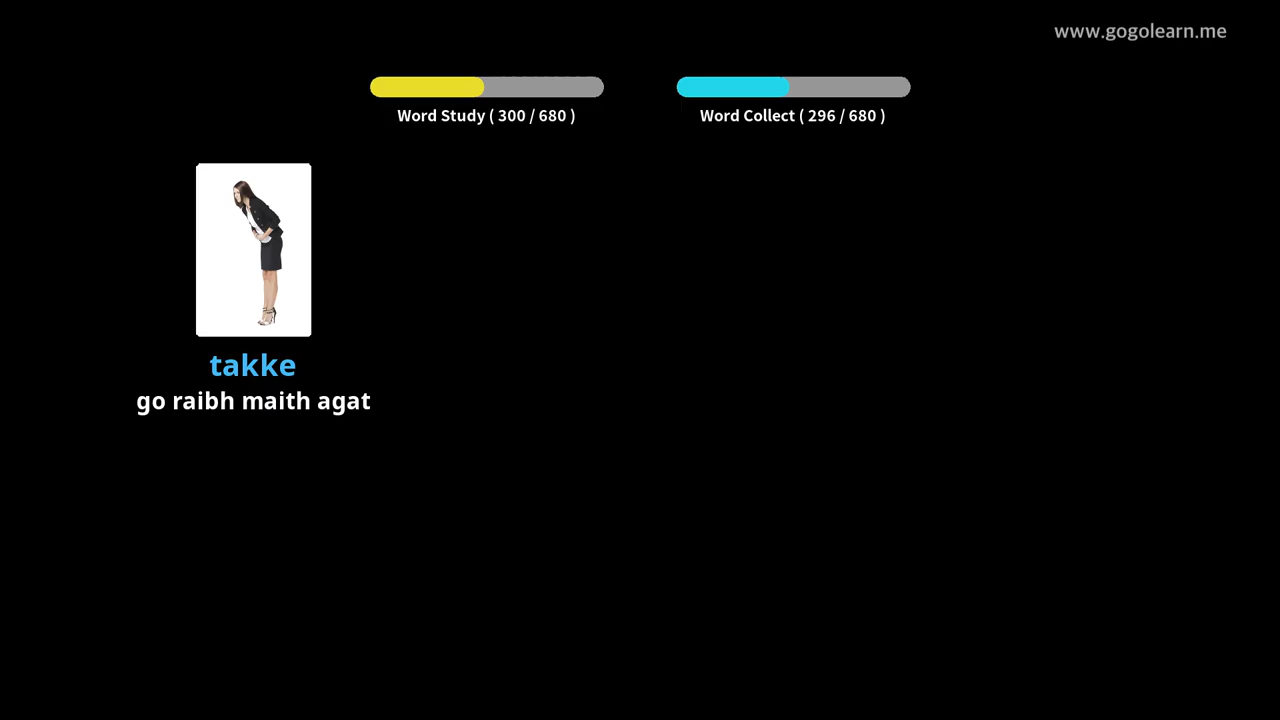 www.gogolearn.me
Word Study ( 300 / 680 )
Word Collect ( 296 / 680 )
takke
go raibh maith agat